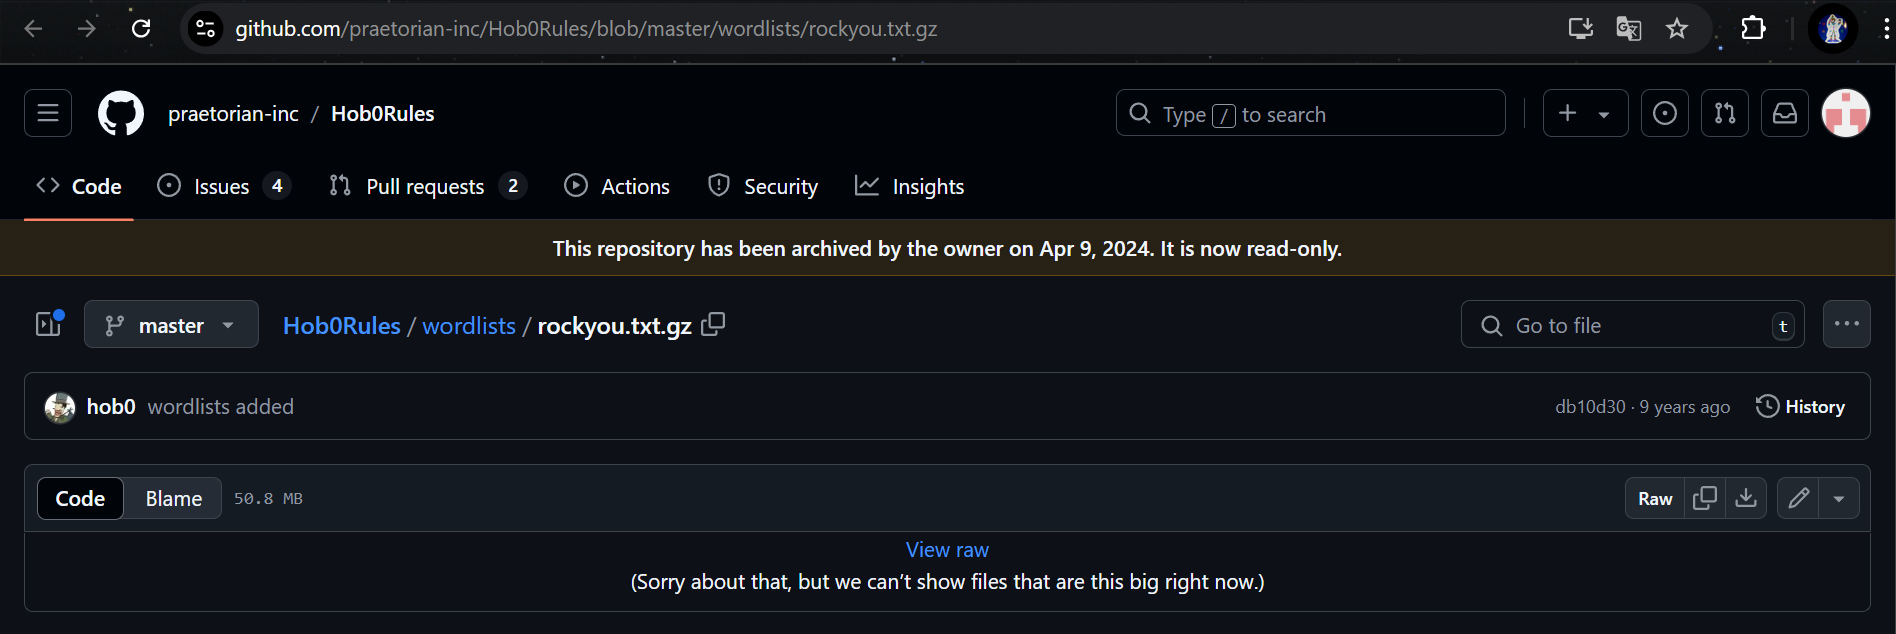 github.com/praetorian-inc/Hob0Rules/blob/master/wordlists/rockyou.txt.gz
praetorian-inc / Hob0Rules
Type / to search
Code Issues 4 Pull requests 2 Actions Security Insights
This repository has been archived by the owner on Apr 9, 2024. It is now read-only.
master Hob0Rules / wordlists / rockyou.txt.gz Go to file t
hob0 wordlists added db10d30 · 9 years ago History
Code Blame 50.8 MB Raw
View raw
(Sorry about that, but we can’t show files that are this big right now.)